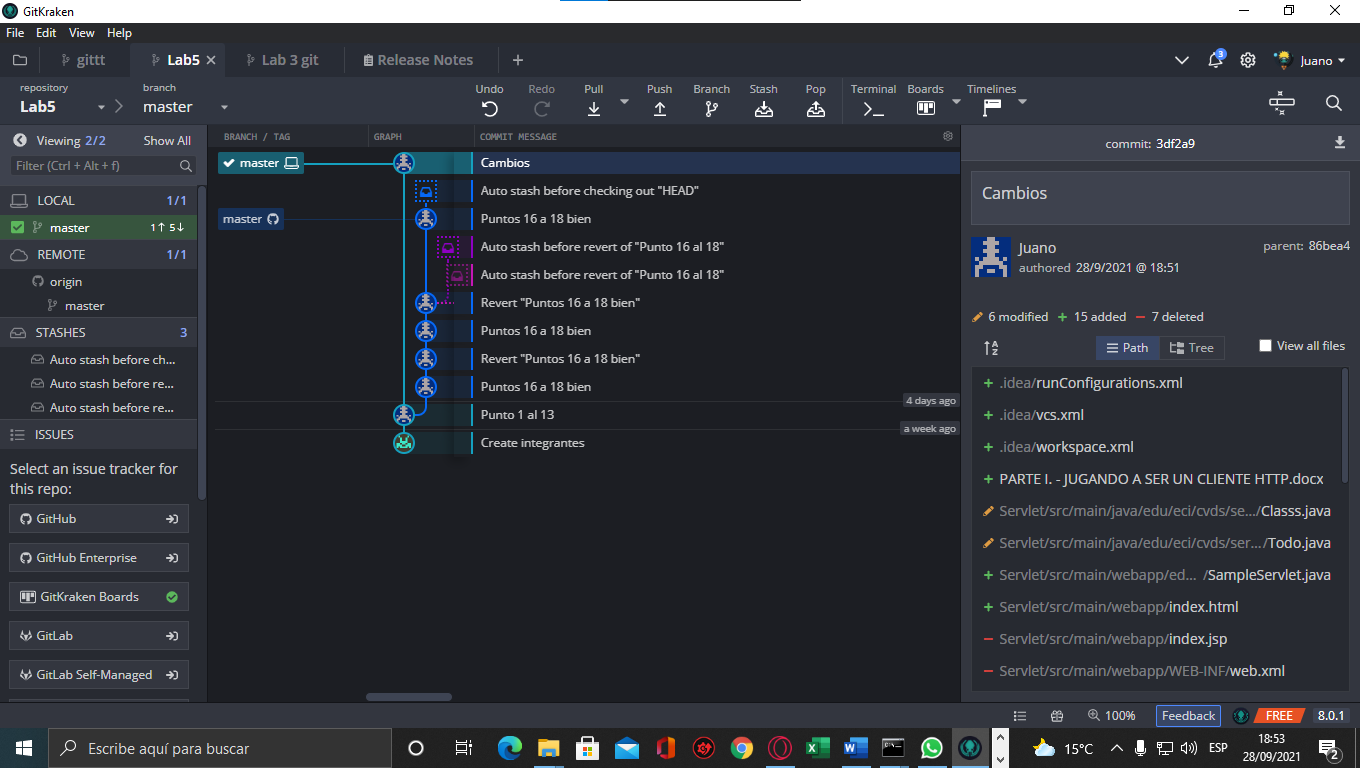 GitKraken
File Edit View Help
gittt
Lab5
Lab 3 git
Release Notes
3
Juano
repository
Lab5
branch
master
Undo
Redo
Pull
Push
Branch
Stash
Pop
Terminal
Boards
Timelines
Viewing 2/2
Show All
Filter (Ctrl + Alt + f)
LOCAL 1/1
master 1↑ 5↓
REMOTE 1/1
origin
master
STASHES 3
Auto stash before ch...
Auto stash before re...
Auto stash before re...
ISSUES
Select an issue tracker for
this repo:
GitHub
GitHub Enterprise
GitKraken Boards
GitLab
GitLab Self-Managed
BRANCH / TAG
GRAPH
COMMIT MESSAGE
master
Cambios
Auto stash before checking out "HEAD"
master
Puntos 16 a 18 bien
Auto stash before revert of "Punto 16 al 18"
Auto stash before revert of "Punto 16 al 18"
Revert "Puntos 16 a 18 bien"
Puntos 16 a 18 bien
Revert "Puntos 16 a 18 bien"
Puntos 16 a 18 bien
4 days ago
Punto 1 al 13
a week ago
Create integrantes
commit: 3df2a9
Cambios
Juano
authored 28/9/2021 @ 18:51
parent: 86bea4
6 modified + 15 added — 7 deleted
Path
Tree
View all files
+ .idea/runConfigurations.xml
+ .idea/vcs.xml
+ .idea/workspace.xml
+ PARTE I. - JUGANDO A SER UN CLIENTE HTTP.docx
Servlet/src/main/java/edu/eci/cvds/se.../Classs.java
Servlet/src/main/java/edu/eci/cvds/ser.../Todo.java
+ Servlet/src/main/webapp/ed... /SampleServlet.java
+ Servlet/src/main/webapp/index.html
— Servlet/src/main/webapp/index.jsp
— Servlet/src/main/webapp/WEB-INF/web.xml
100%
Feedback
FREE
8.0.1
Escribe aquí para buscar
15°C
ESP
18:53
28/09/2021
2